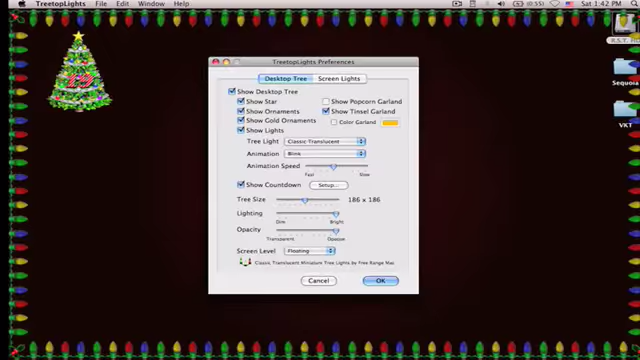 TreetopLights File Edit Window Help (0:55) Sat 1:42 PM
TreetopLights Preferences
Desktop Tree Screen Lights
Show Desktop Tree
Show Star Show Popcorn Garland
Show Ornaments Show Tinsel Garland
Show Gold Ornaments Color Garland
Show Lights
Tree Light Classic Translucent
Animation Blink
Animation Speed
Fast Slow
Show Countdown Setup...
Tree Size 186 x 186
Lighting
Dim Bright
Opacity
Transparent Opaque
Screen Level Floating
Classic Translucent Miniature Tree Lights by Free Range Mac
Cancel OK
Sequoia
VKT